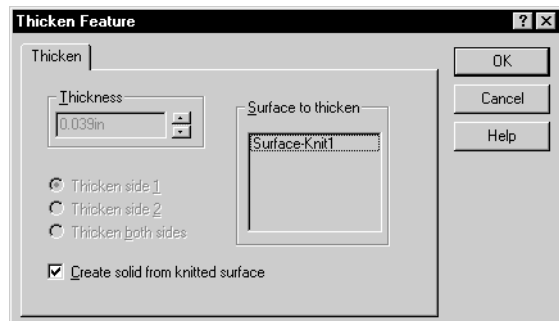 Thicken Feature
Thicken
Thickness
0.039in
Surface to thicken
Surface-Knit1
Thicken side 1
Thicken side 2
Thicken both sides
Create solid from knitted surface
OK
Cancel
Help